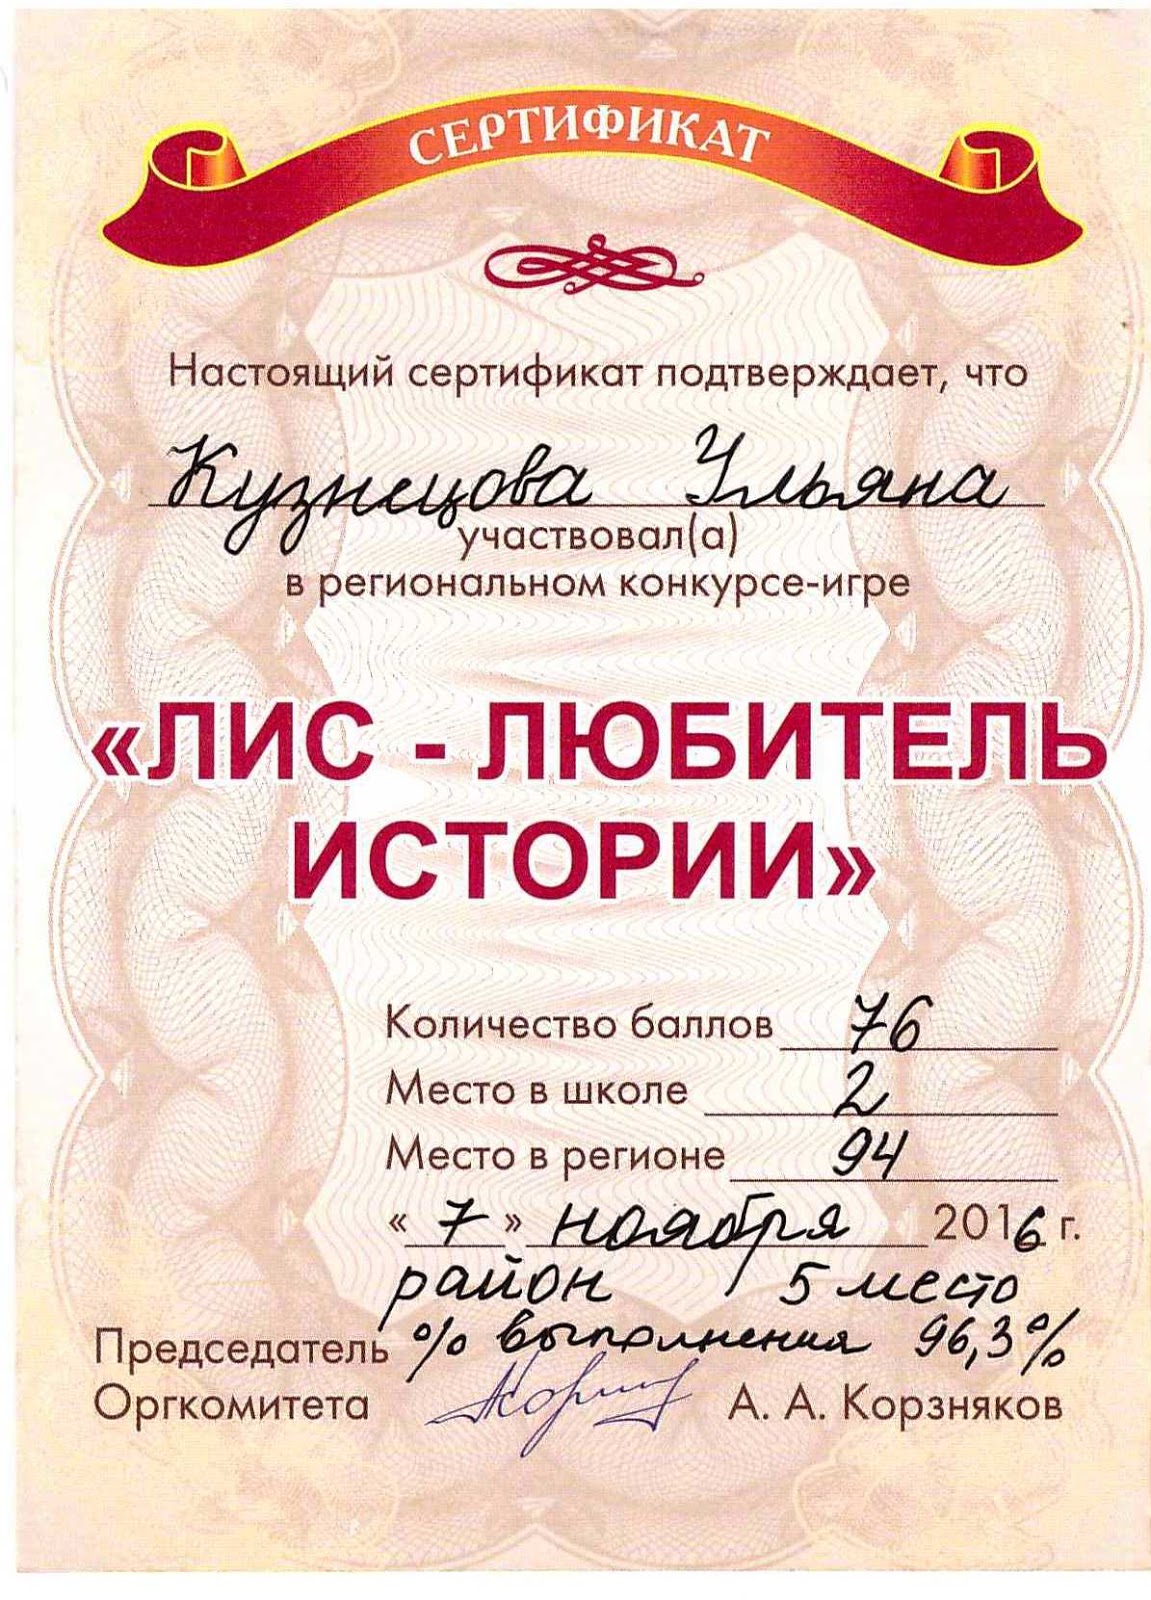 СЕРТИФИКАТ
Настоящий сертификат подтверждает, что
Кузнецова Ульяна
участвовал(а)
в региональном конкурсе-игре
«ЛИС - ЛЮБИТЕЛЬ
ИСТОРИИ»
Количество баллов 76
Место в школе 2
Место в регионе 94
« 7 » ноября 2016 г.
район 5 место
Председатель % выполнения 96,3%
Оргкомитета А. А. Корзняков